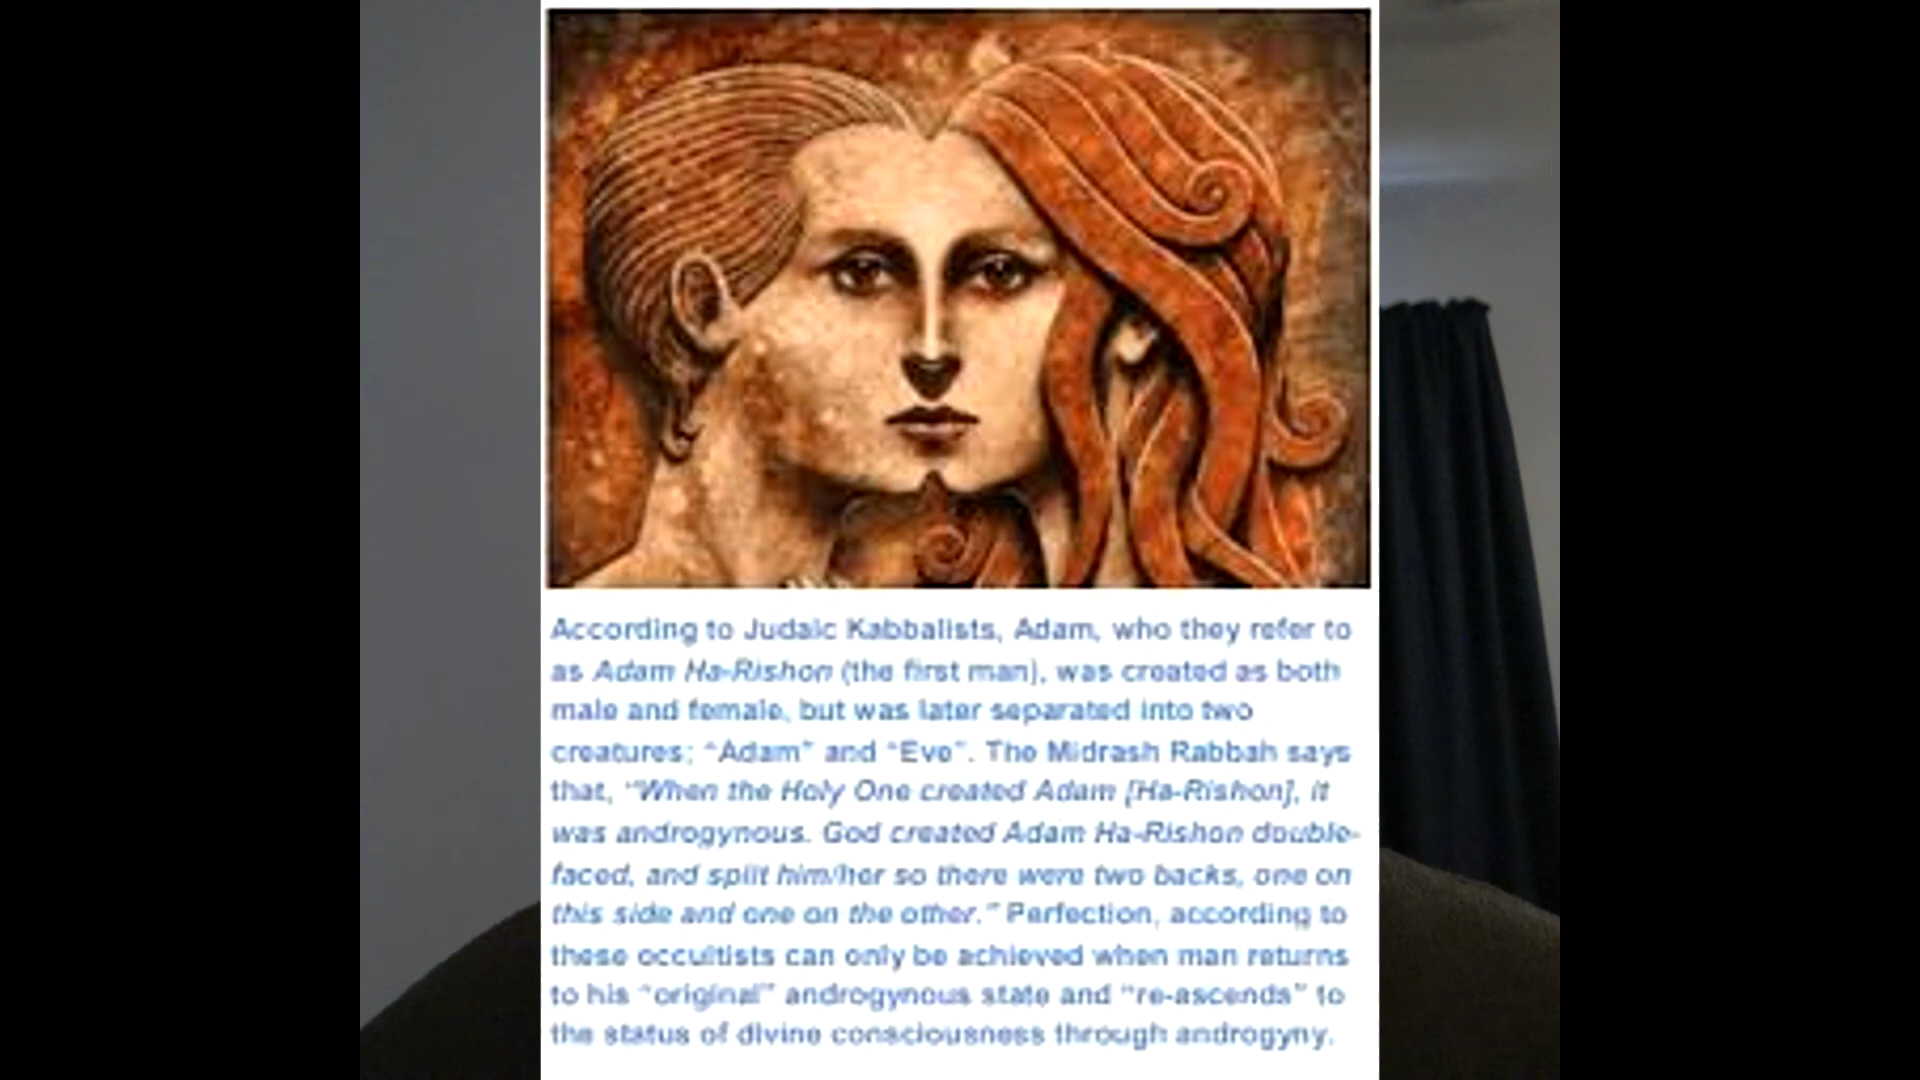 According to Judaic Kabbalists, Adam, who they refer to
as Adam Ha-Rishon (the first man), was created as both
male and female, but was later separated into two
creatures; “Adam” and “Eve”. The Midrash Rabbah says
that, “When the Holy One created Adam [Ha-Rishon], it
was androgynous. God created Adam Ha-Rishon double-
faced, and split him/her so there were two backs, one on
this side and one on the other.” Perfection, according to
these occultists can only be achieved when man returns
to his “original” androgynous state and “re-ascends” to
the status of divine consciousness through androgyny.